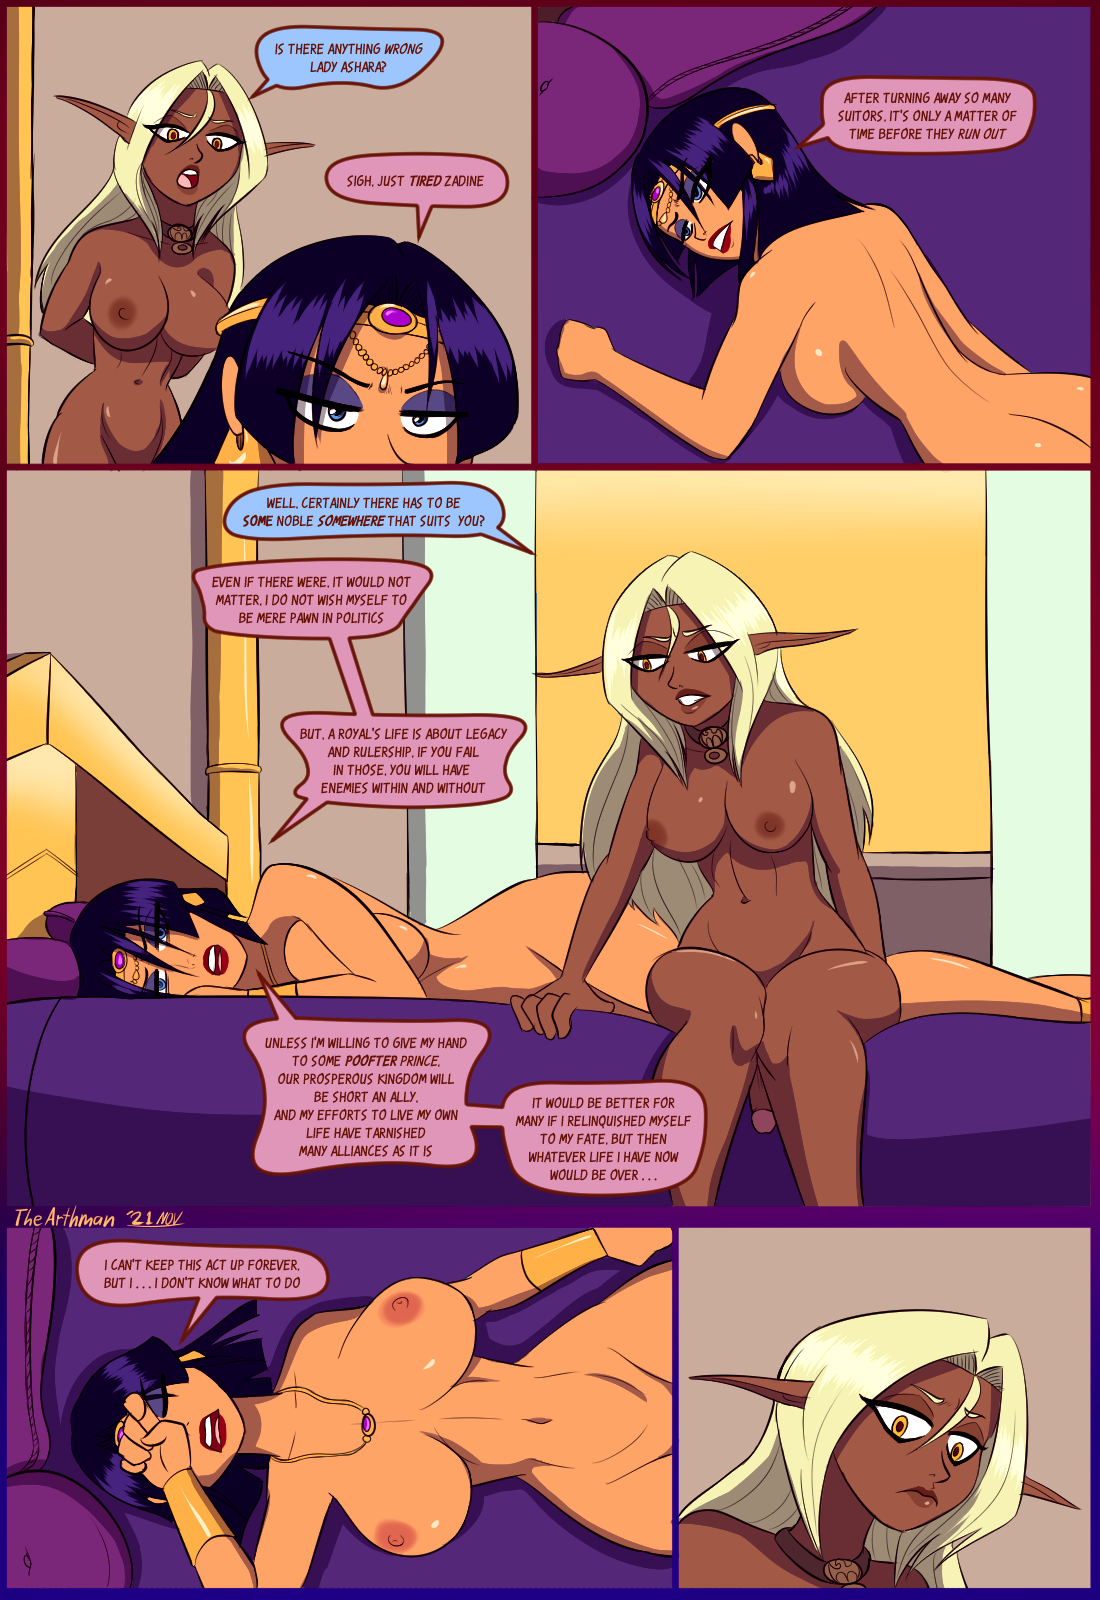 IS THERE ANYTHING WRONG
LADY ASHARA?
SIGH, JUST TIRED ZADINE
AFTER TURNING AWAY SO MANY
SUITORS, IT'S ONLY A MATTER OF
TIME BEFORE THEY RUN OUT
WELL, CERTAINLY THERE HAS TO BE
SOME NOBLE SOMEWHERE THAT SUITS YOU?
EVEN IF THERE WERE, IT WOULD NOT
MATTER, I DO NOT WISH MYSELF TO
BE MERE PAWN IN POLITICS
BUT, A ROYAL'S LIFE IS ABOUT LEGACY
AND RULERSHIP, IF YOU FAIL
IN THOSE, YOU WILL HAVE
ENEMIES WITHIN AND WITHOUT
UNLESS I'M WILLING TO GIVE MY HAND
TO SOME POOFTER PRINCE,
OUR PROSPEROUS KINGDOM WILL
BE SHORT AN ALLY,
AND MY EFFORTS TO LIVE MY OWN
LIFE HAVE TARNISHED
MANY ALLIANCES AS IT IS
IT WOULD BE BETTER FOR
MANY IF I RELINQUISHED MYSELF
TO MY FATE, BUT THEN
WHATEVER LIFE I HAVE NOW
WOULD BE OVER . . .
The Arthman '21 NOV
I CAN'T KEEP THIS ACT UP FOREVER,
BUT I . . . I DON'T KNOW WHAT TO DO